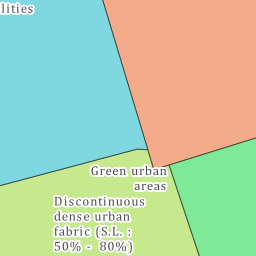 lities
Green urban
areas
Discontinuous
dense urban
fabric (S.L. :
50% - 80%)